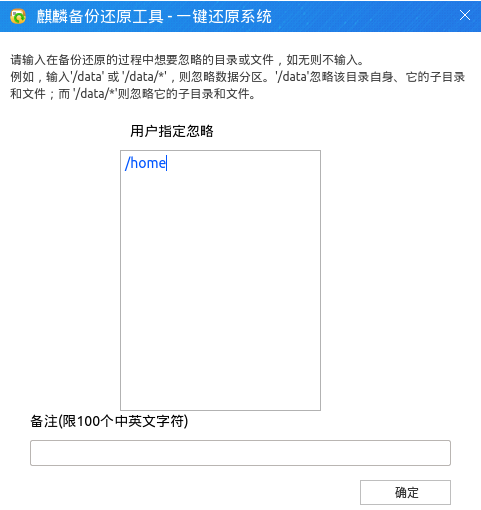 麒麟备份还原工具 - 一键还原系统
请输入在备份还原的过程中想要忽略的目录或文件，如无则不输入。
例如，输入'/data' 或 '/data/*'，则忽略数据分区。'/data'忽略该目录自身、它的子目录
和文件；而 '/data/*'则忽略它的子目录和文件。
用户指定忽略
/home
备注(限100个中英文字符)
确定